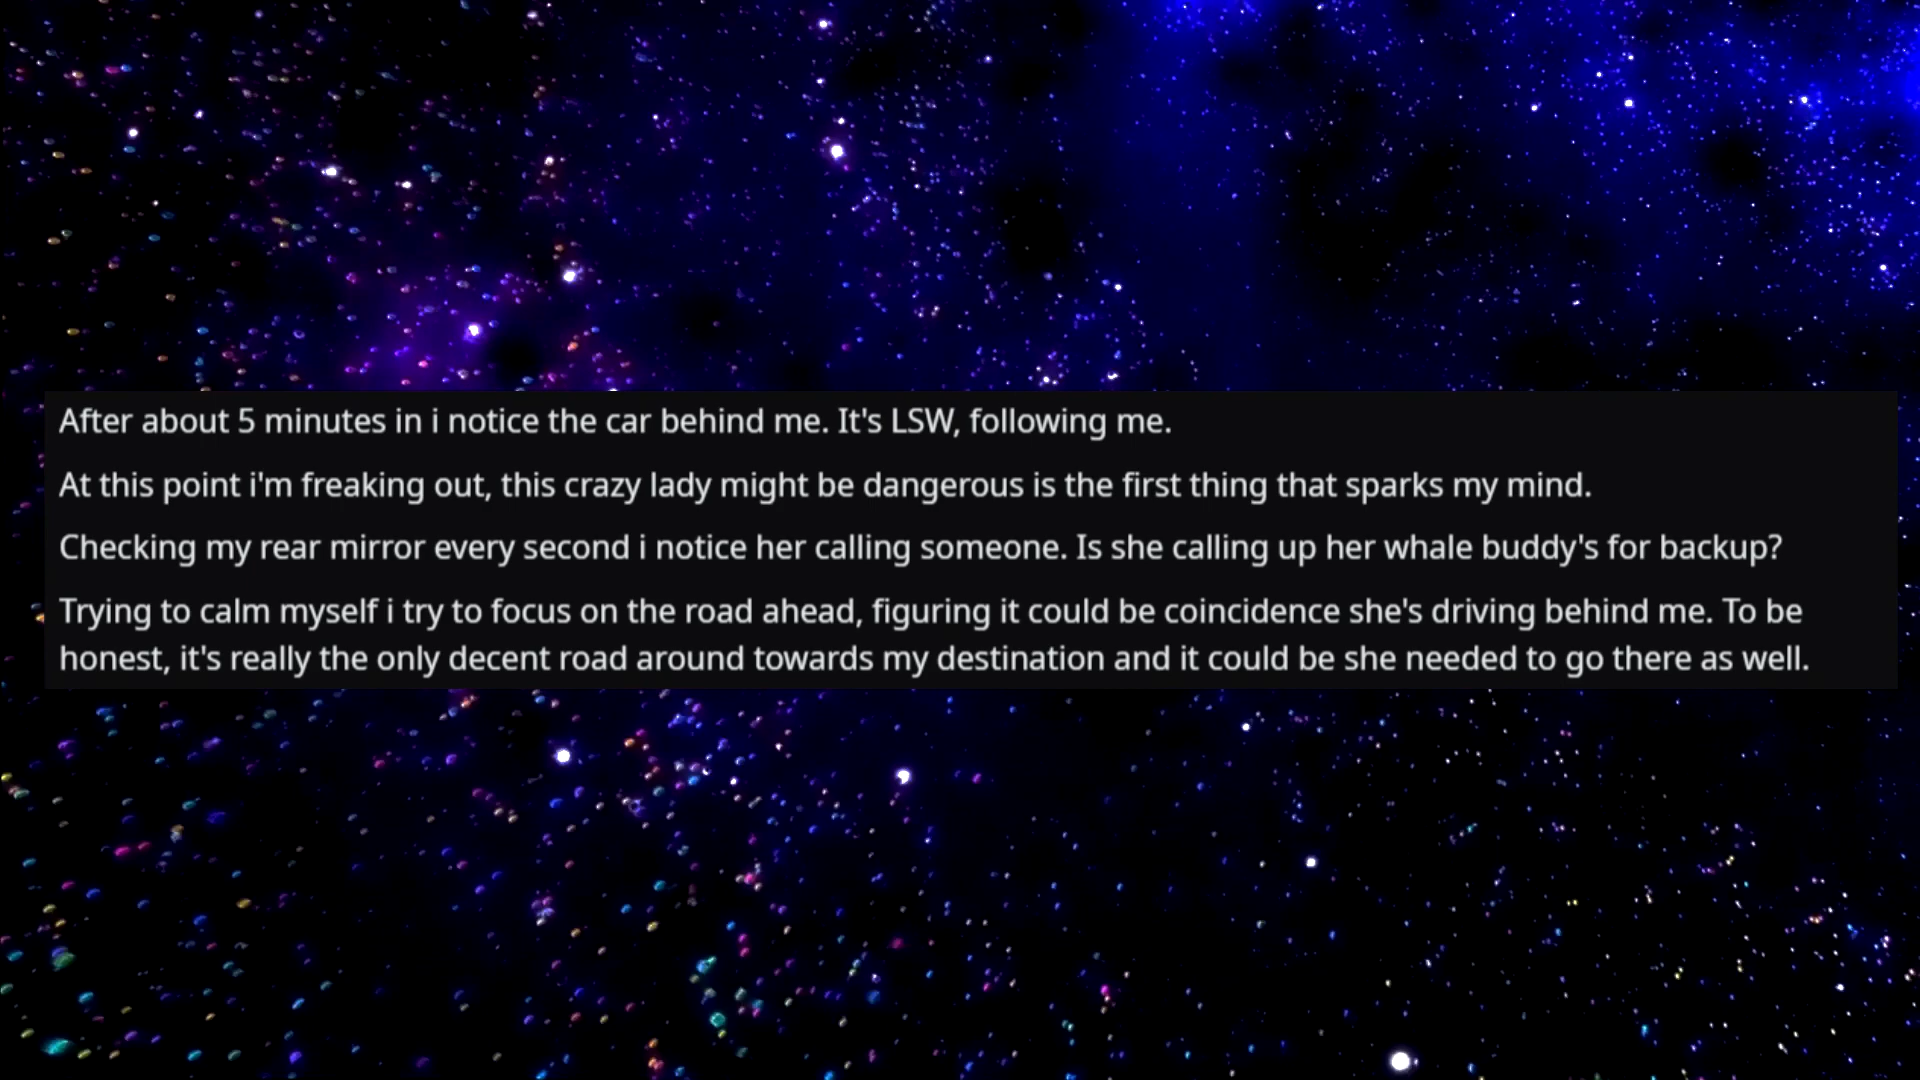 After about 5 minutes in i notice the car behind me. It's LSW, following me.
At this point i'm freaking out, this crazy lady might be dangerous is the first thing that sparks my mind.
Checking my rear mirror every second i notice her calling someone. Is she calling up her whale buddy's for backup?
Trying to calm myself i try to focus on the road ahead, figuring it could be coincidence she's driving behind me. To be
honest, it's really the only decent road around towards my destination and it could be she needed to go there as well.